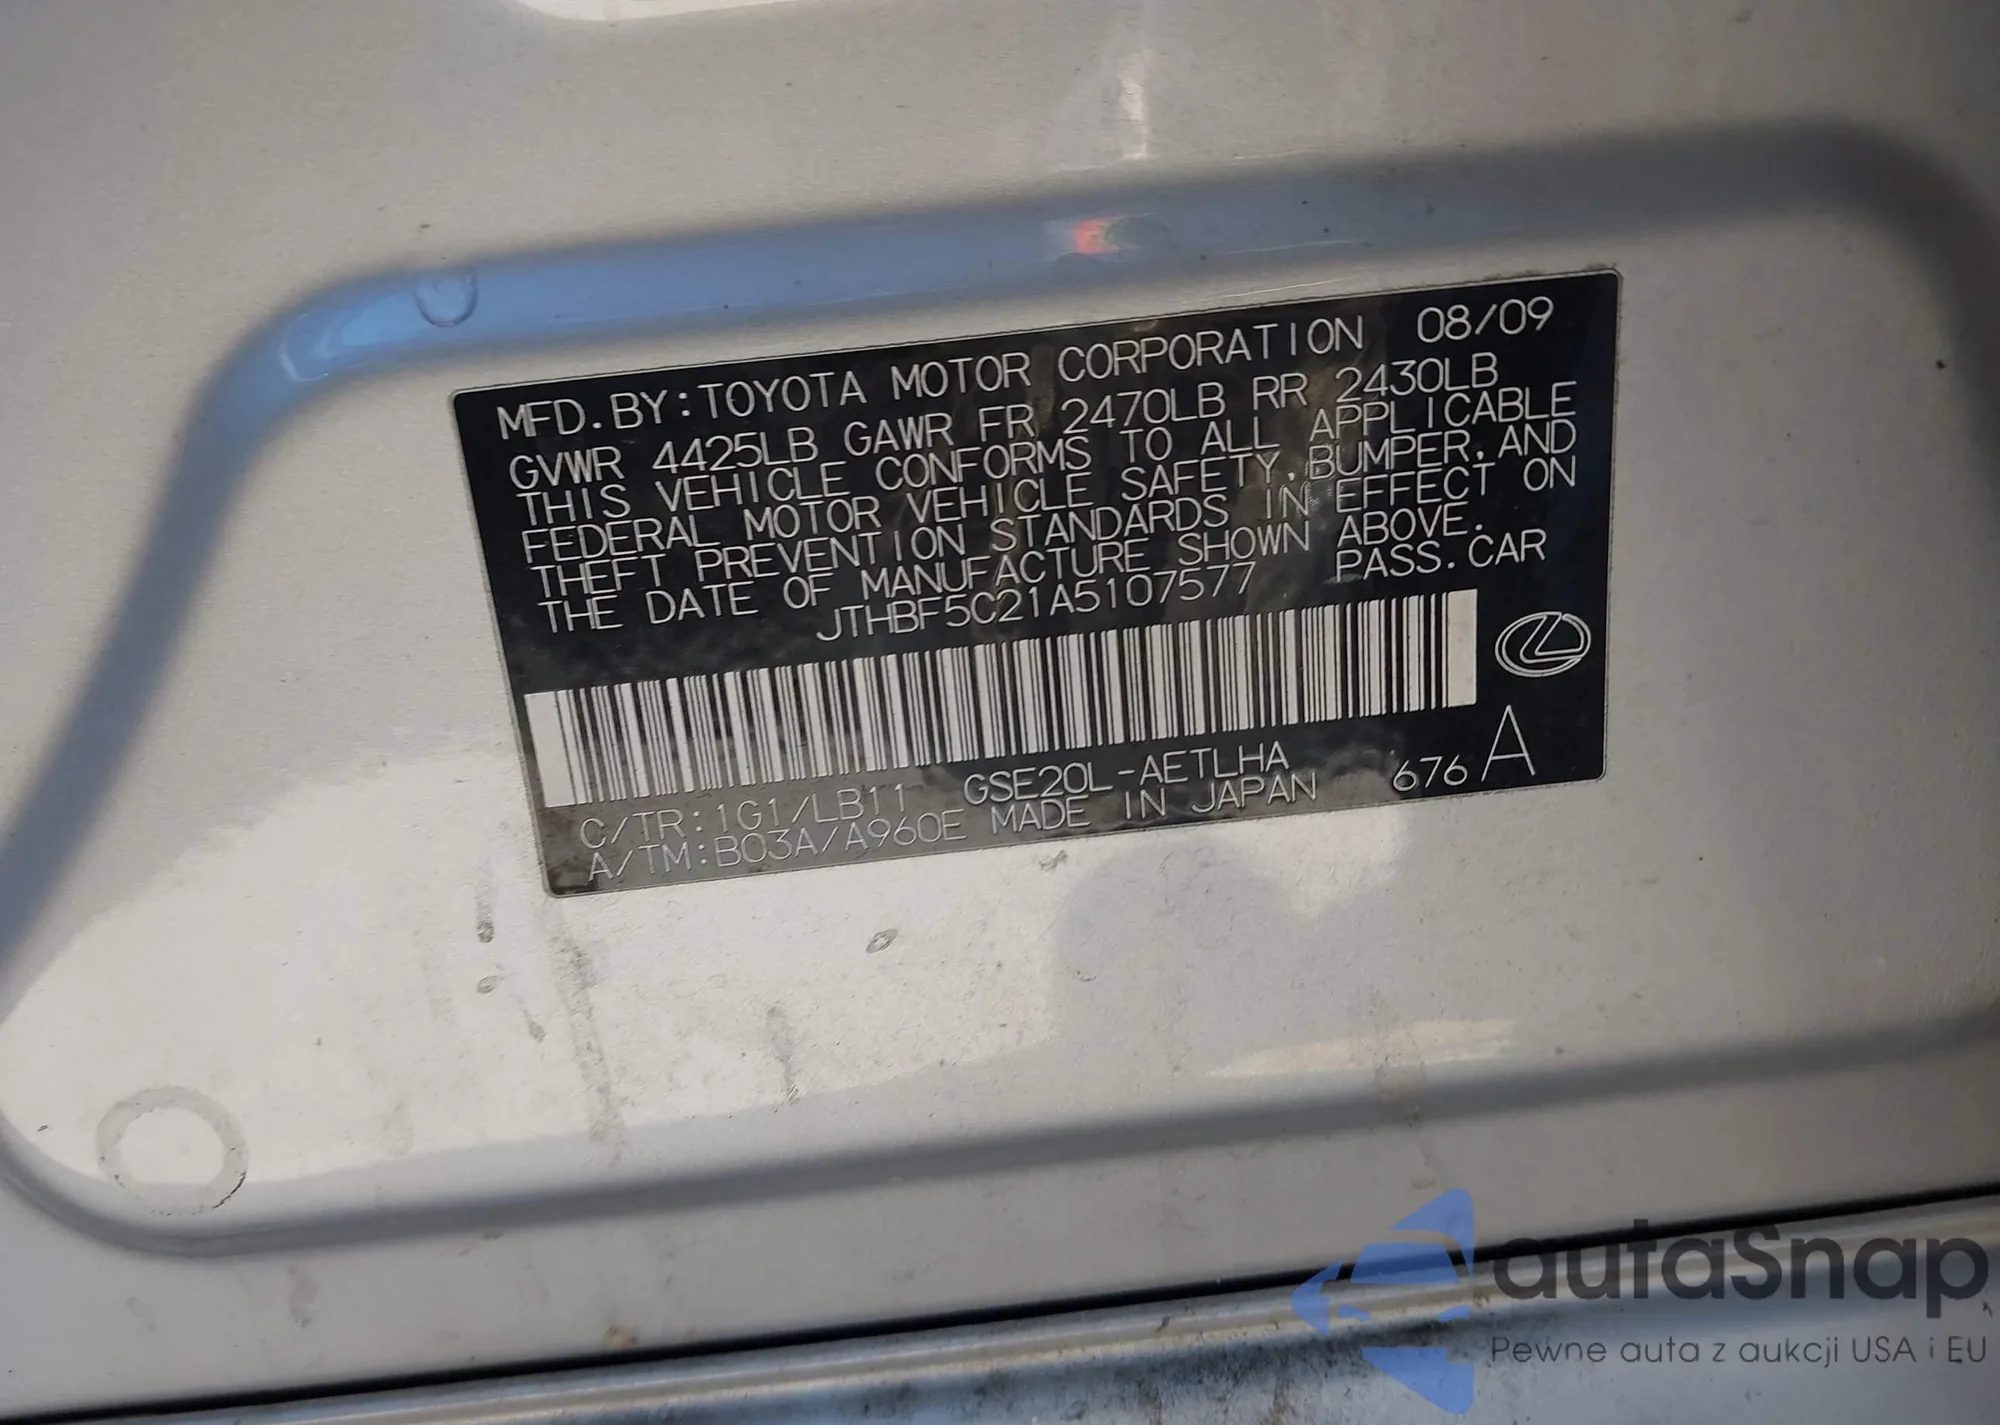 MFD.BY:TOYOTA MOTOR CORPORATION 08/09
GVWR 4425LB GAWR FR 2470LB RR 2430LB
THIS VEHICLE CONFORMS TO ALL APPLICABLE
FEDERAL MOTOR VEHICLE SAFETY,BUMPER,AND
THEFT PREVENTION STANDARDS IN EFFECT ON
THE DATE OF MANUFACTURE SHOWN ABOVE.
JTHBF5C21A5107577 PASS.CAR
C/TR:1G1/LB11 GSE20L-AETLHA 676 A
A/TM:B03A/A960E MADE IN JAPAN
autaSnap
Pewne auta z aukcji USA i EU